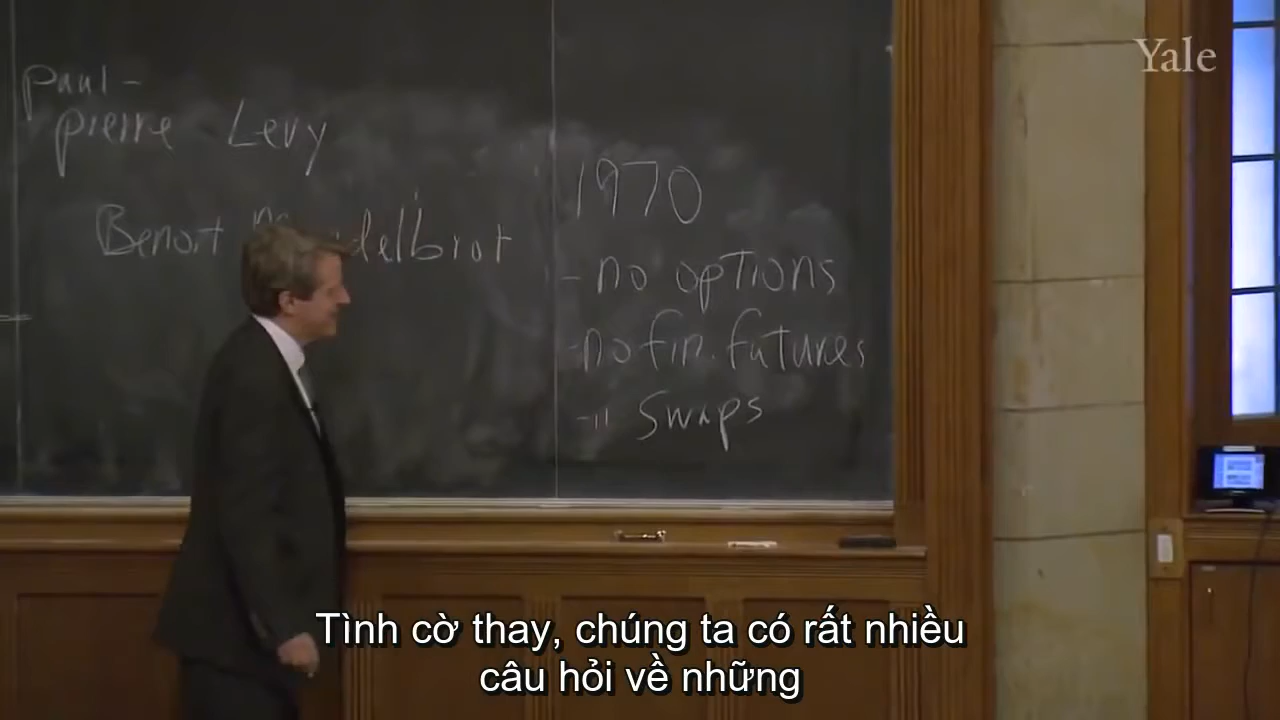 Yale
Paul-
Pierre Levy
Benoit delbrot
1970
- no options
- no fin. futures
- " Swaps
Tình cờ thay, chúng ta có rất nhiều
câu hỏi về những